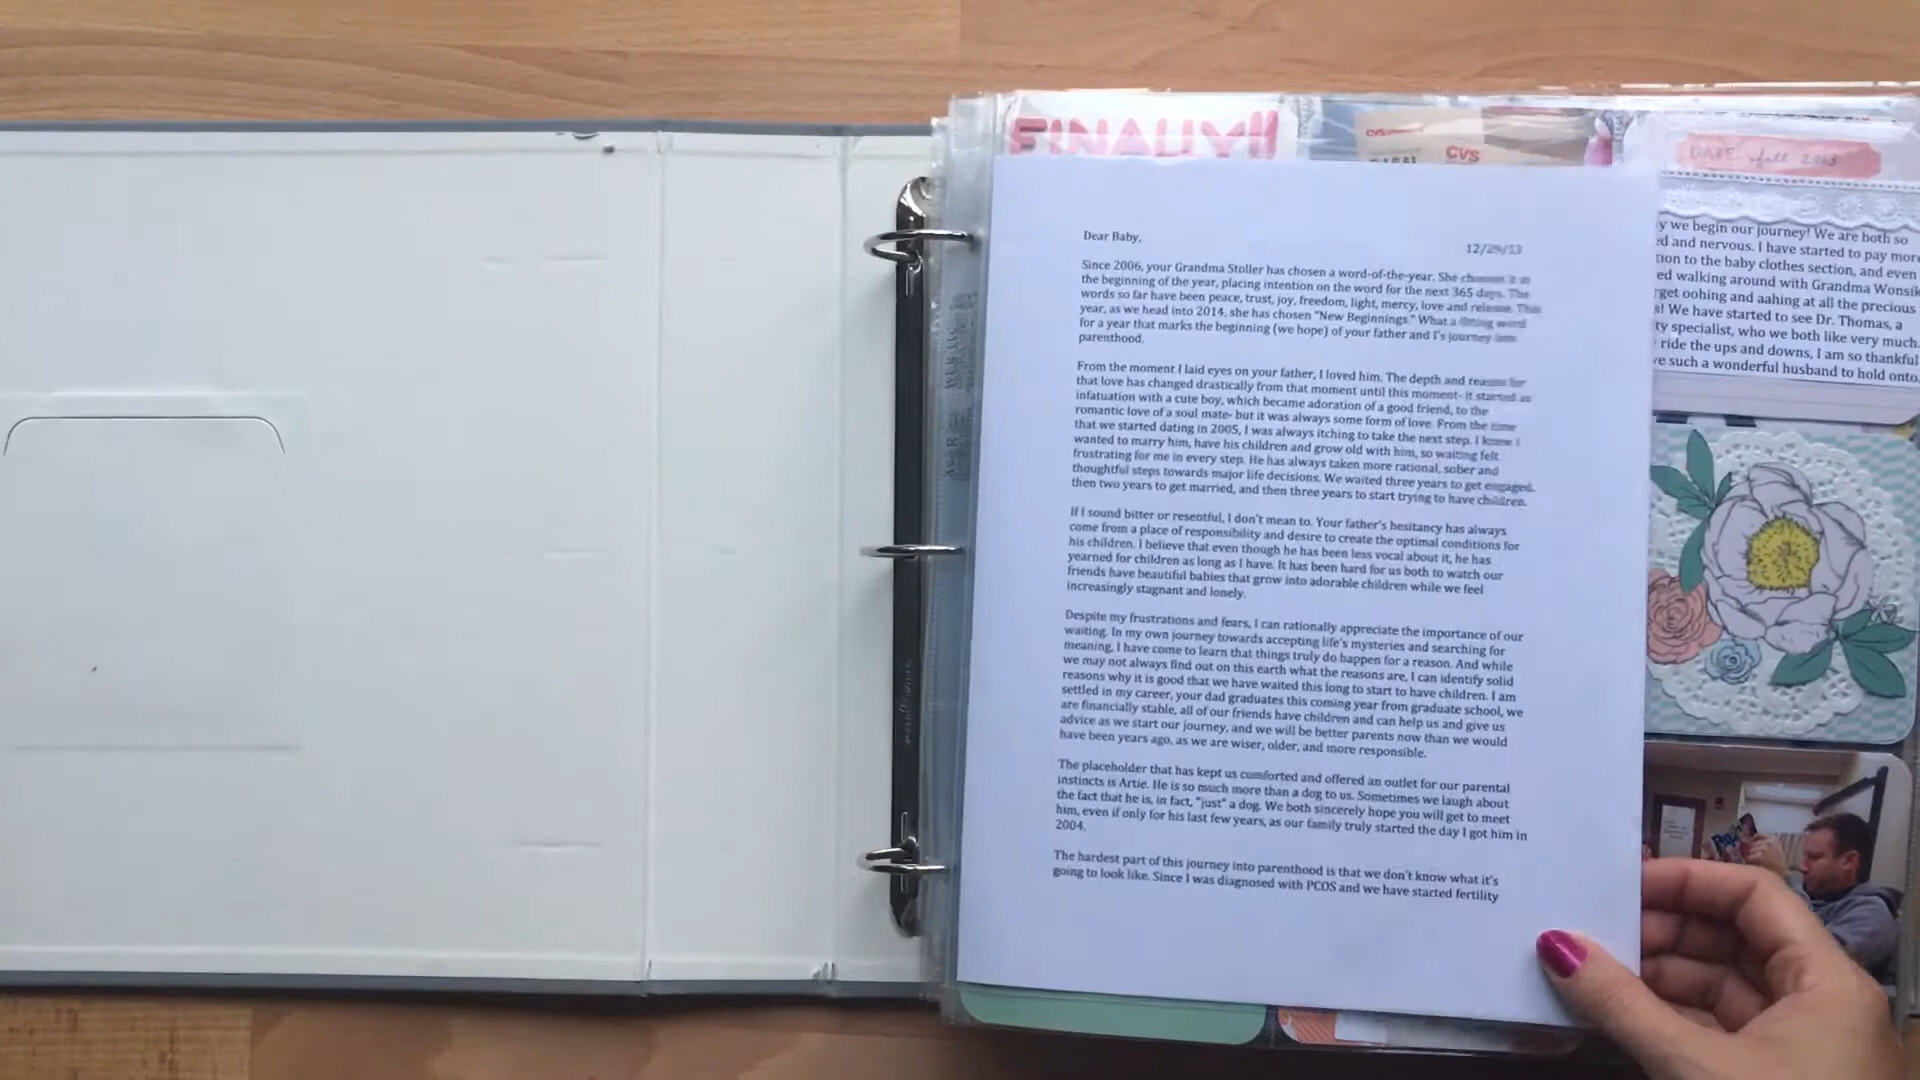 FINALLY!!
CVS
DATE: fall 2013
Dear Baby,
12/29/13
Since 2006, your Grandma Stoller has chosen a word-of-the-year. She chooses it at
the beginning of the year, placing intention on the word for the next 365 days. The
words so far have been peace, trust, joy, freedom, light, mercy, love and release. This
year, as we head into 2014, she has chosen "New Beginnings." What a fitting word
for a year that marks the beginning (we hope) of your father and I's journey into
parenthood.
From the moment I laid eyes on your father, I loved him. The depth and reason for
that love has changed drastically from that moment until this moment- it started as
infatuation with a cute boy, which became adoration of a good friend, to the
romantic love of a soul mate- but it was always some form of love. From the time
that we started dating in 2005, I was always itching to take the next step. I knew I
wanted to marry him, have his children and grow old with him, so waiting felt
frustrating for me in every step. He has always taken more rational, sober and
thoughtful steps towards major life decisions. We waited three years to get engaged,
then two years to get married, and then three years to start trying to have children.
If I sound bitter or resentful, I don't mean to. Your father's hesitancy has always
come from a place of responsibility and desire to create the optimal conditions for
his children. I believe that even though he has been less vocal about it, he has
yearned for children as long as I have. It has been hard for us both to watch our
friends have beautiful babies that grow into adorable children while we feel
increasingly stagnant and lonely.
Despite my frustrations and fears, I can rationally appreciate the importance of our
waiting. In my own journey towards accepting life's mysteries and searching for
meaning, I have come to learn that things truly do happen for a reason. And while
we may not always find out on this earth what the reasons are, I can identify solid
reasons why it is good that we have waited this long to start to have children. I am
settled in my career, your dad graduates this coming year from graduate school, we
are financially stable, all of our friends have children and can help us and give us
advice as we start our journey, and we will be better parents now than we would
have been years ago, as we are wiser, older, and more responsible.
The placeholder that has kept us comforted and offered an outlet for our parental
instincts is Artie. He is so much more than a dog to us. Sometimes we laugh about
the fact that he is, in fact, "just" a dog. We both sincerely hope you will get to meet
him, even if only for his last few years, as our family truly started the day I got him in
2004.
The hardest part of this journey into parenthood is that we don't know what it's
going to look like. Since I was diagnosed with PCOS and we have started fertility
y we begin our journey! We are both so
ed and nervous. I have started to pay more
tion to the baby clothes section, and even
ed walking around with Grandma Wonsik
rget oohing and aahing at all the precious
s! We have started to see Dr. Thomas, a
ty specialist, who we both like very much.
ride the ups and downs, I am so thankful
ve such a wonderful husband to hold onto.